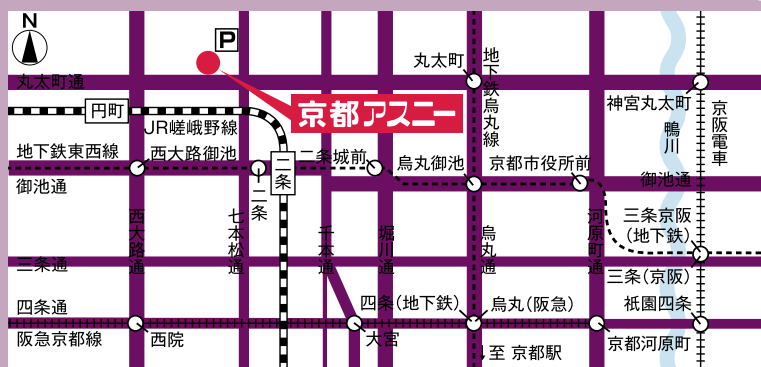 N
P
丸太町
地下鉄烏丸線
丸太町通
京都アスニー
神宮丸太町
円町
JR嵯峨野線
鴨川
京阪電車
地下鉄東西線
西大路御池
二条
二条城前
烏丸御池
京都市役所前
御池通
二条
御池通
西大路通
七本松通
千本通
堀川通
烏丸通
河原町通
三条京阪
(地下鉄)
三条通
三条(京阪)
四条通
四条(地下鉄)
烏丸(阪急)
祇園四条
阪急京都線
西院
大宮
京都河原町
↓至 京都駅